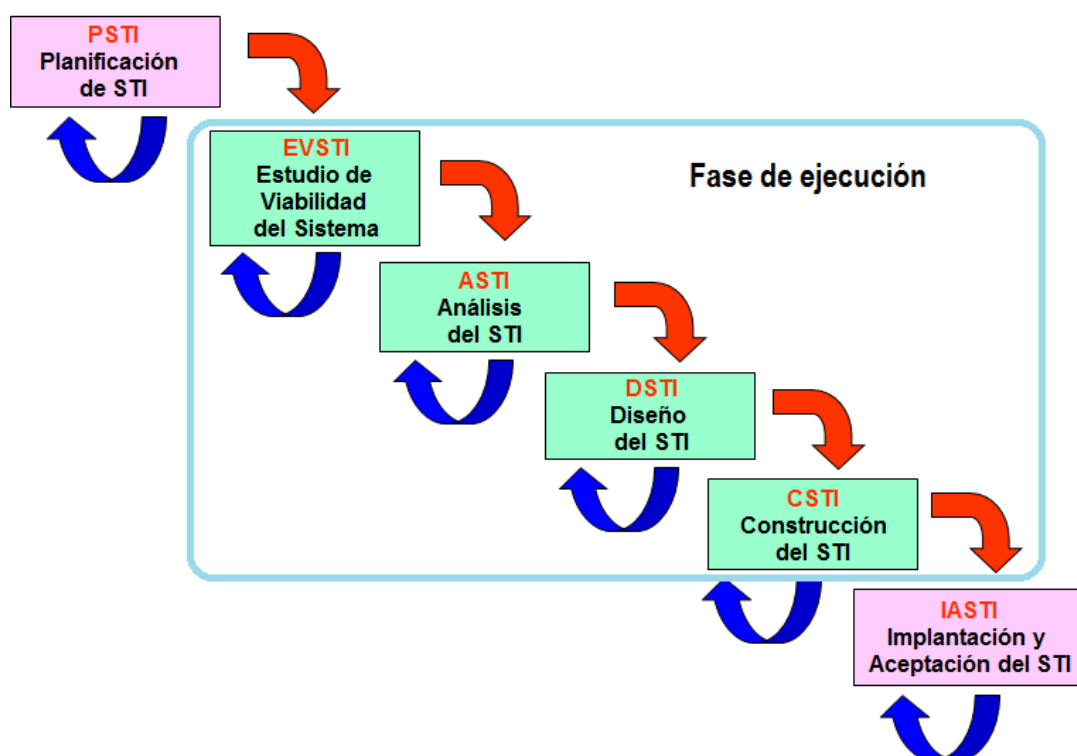 PSTI
Planificación
de STI
EVSTI
Estudio de
Viabilidad
del Sistema
Fase de ejecución
ASTI
Análisis
del STI
DSTI
Diseño
del STI
CSTI
Construcción
del STI
IASTI
Implantación y
Aceptación del STI